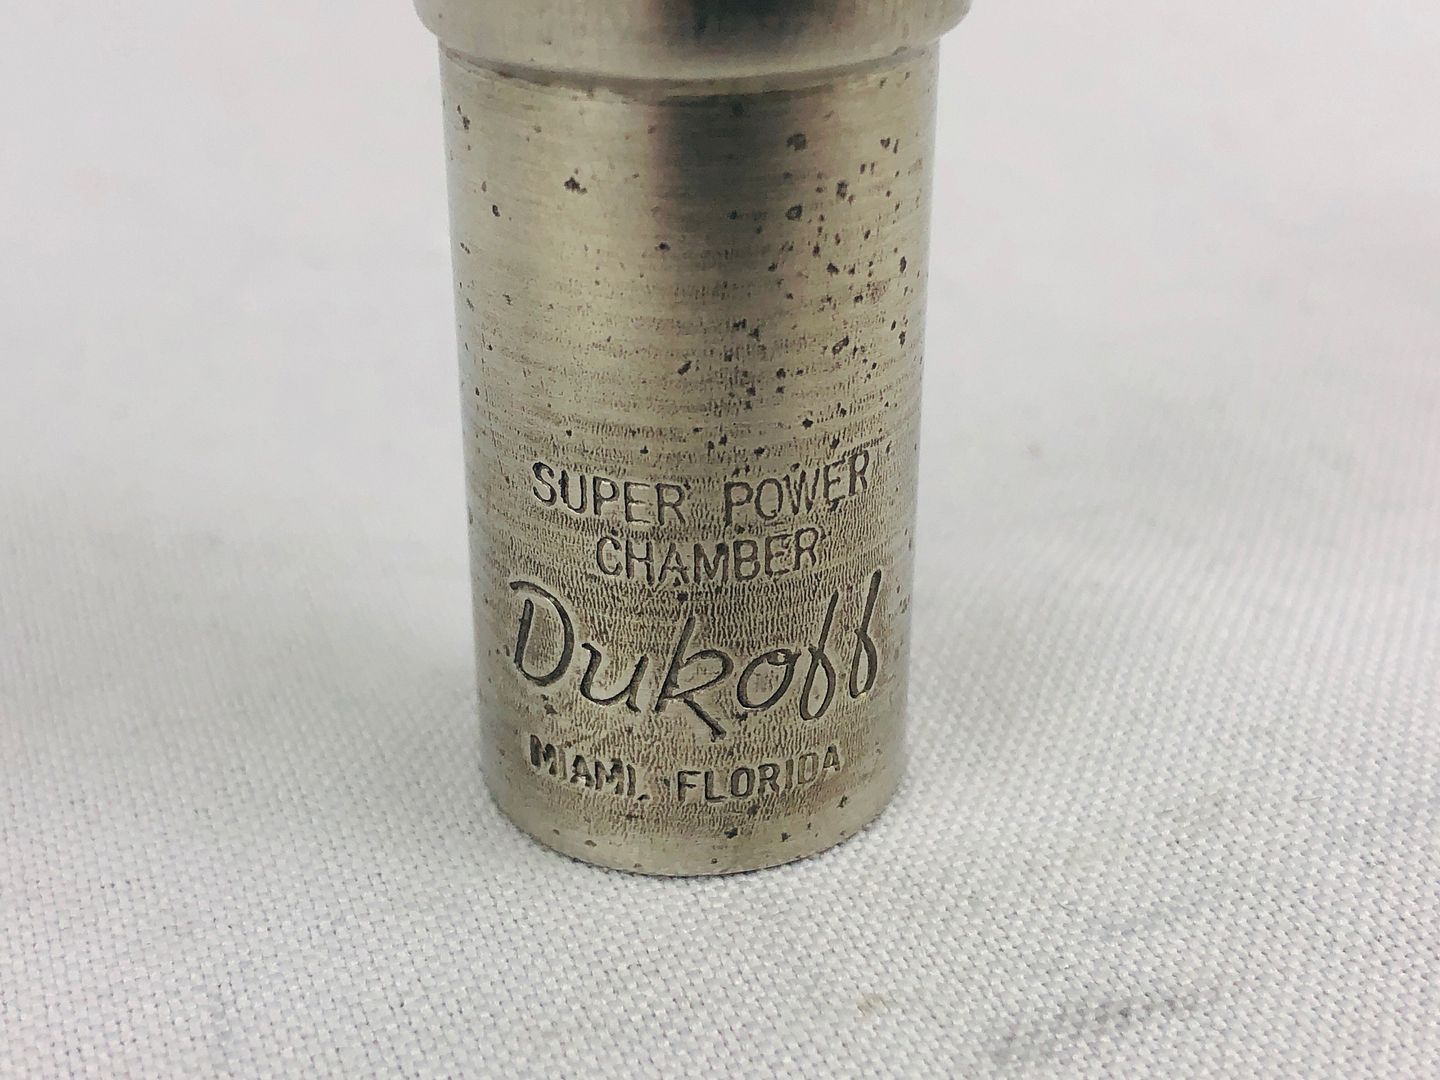 SUPER POWER
CHAMBER
Dukoff
MIAMI, FLORIDA